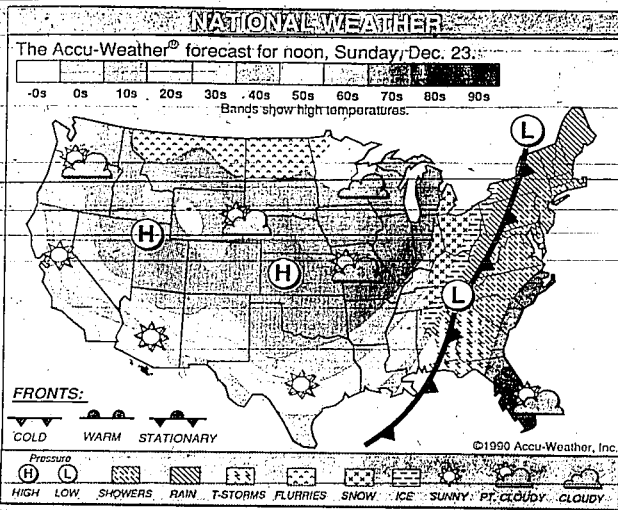 NATIONAL WEATHER
The Accu-Weather® forecast for noon, Sunday, Dec. 23.
-0s 0s 10s 20s 30s 40s 50s 60s 70s 80s 90s
Bands show high temperatures.
L
H
H
L
FRONTS:
COLD WARM STATIONARY
©1990 Accu-Weather, Inc.
Pressure
H L
HIGH LOW SHOWERS RAIN T-STORMS FLURRIES SNOW ICE SUNNY PT. CLOUDY CLOUDY